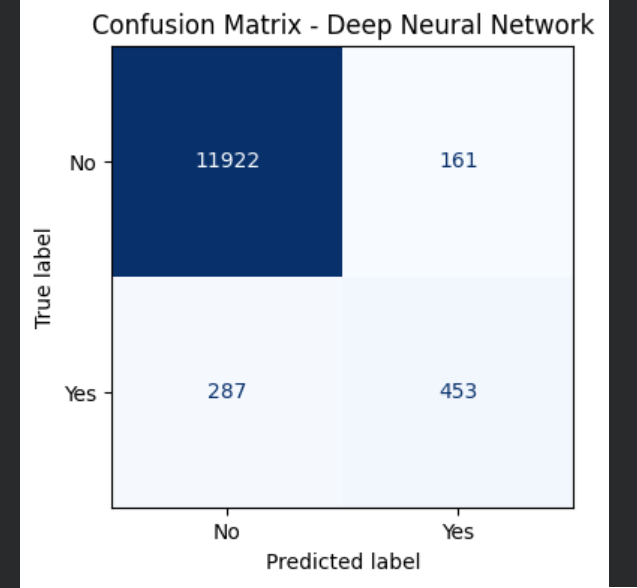 Confusion Matrix - Deep Neural Network
No
11922
161
True label
Yes
287
453
No
Yes
Predicted label